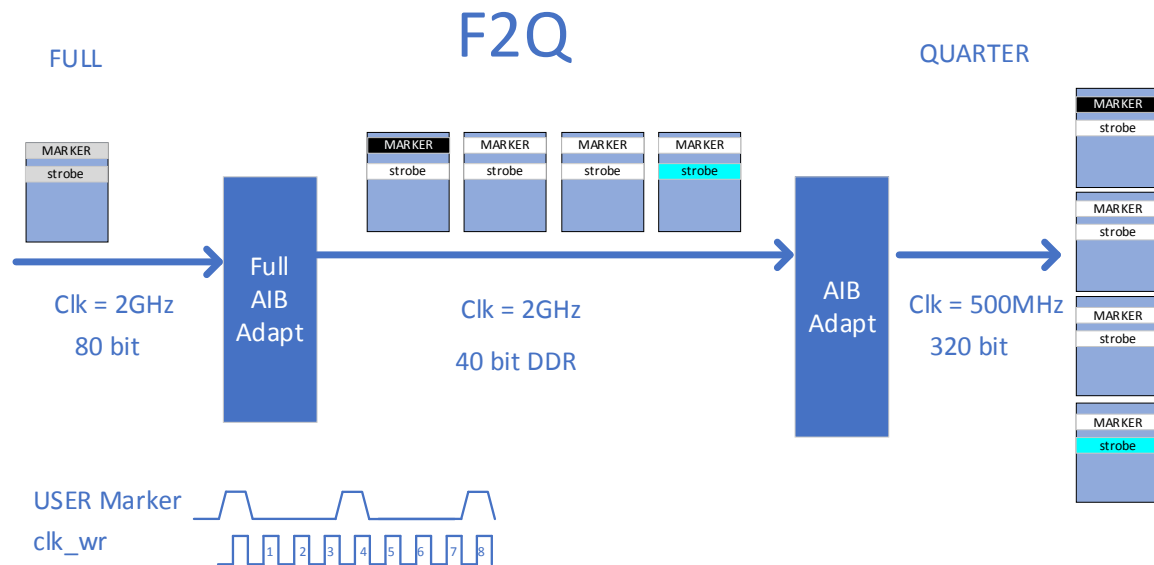 F2Q
FULL
QUARTER
MARKER
strobe
MARKER
strobe
MARKER
strobe
MARKER
strobe
MARKER
strobe
MARKER
strobe
MARKER
strobe
MARKER
strobe
MARKER
strobe
Full
AIB
Adapt
AIB
Adapt
Clk = 2GHz
80 bit
Clk = 2GHz
40 bit DDR
Clk = 500MHz
320 bit
USER Marker
clk_wr
1 2 3 4 5 6 7 8